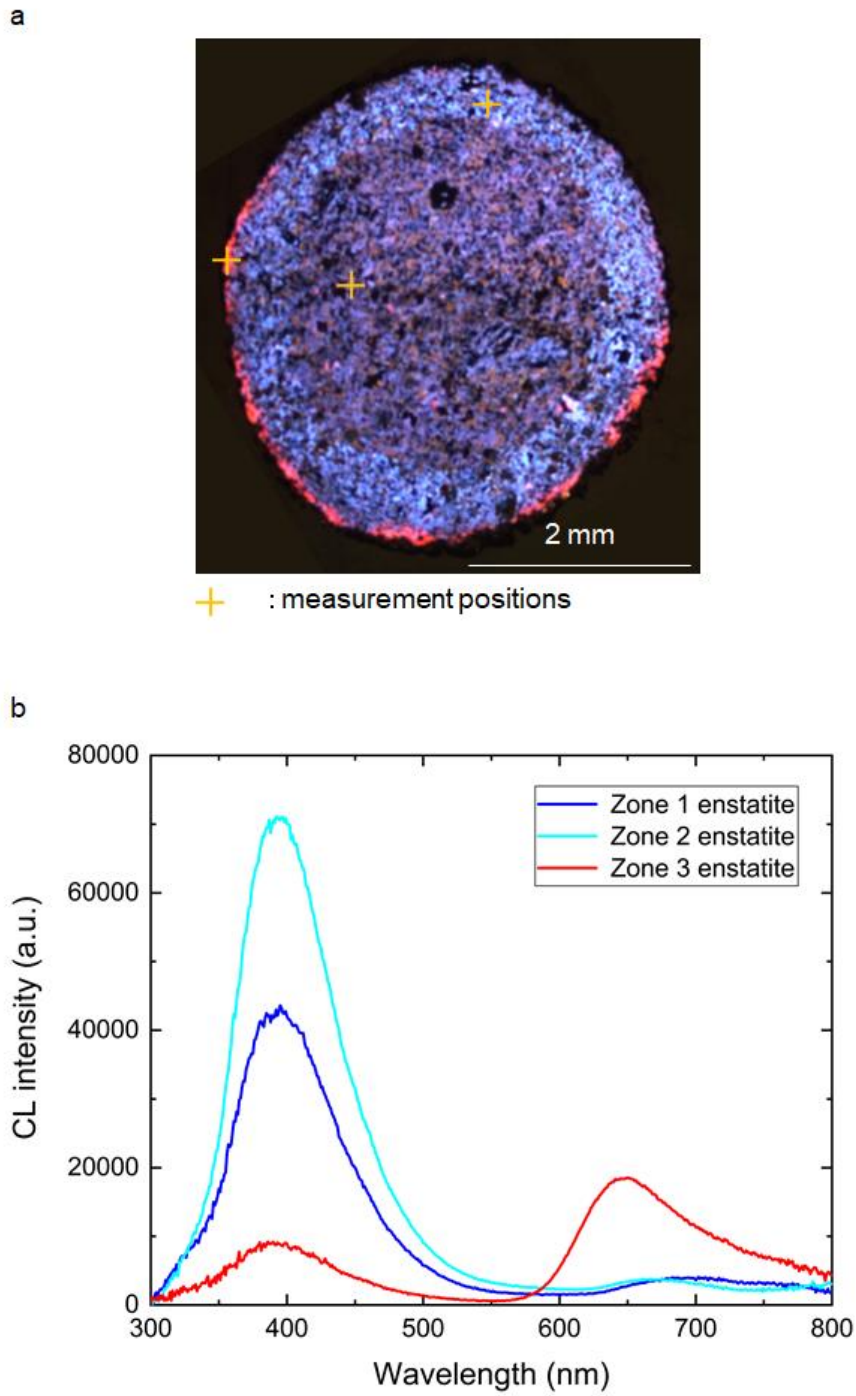 a
2 mm
: measurement positions
b
80000
60000
40000
20000
0
CL intensity (a.u.)
Zone 1 enstatite
Zone 2 enstatite
Zone 3 enstatite
300 400 500 600 700 800
Wavelength (nm)